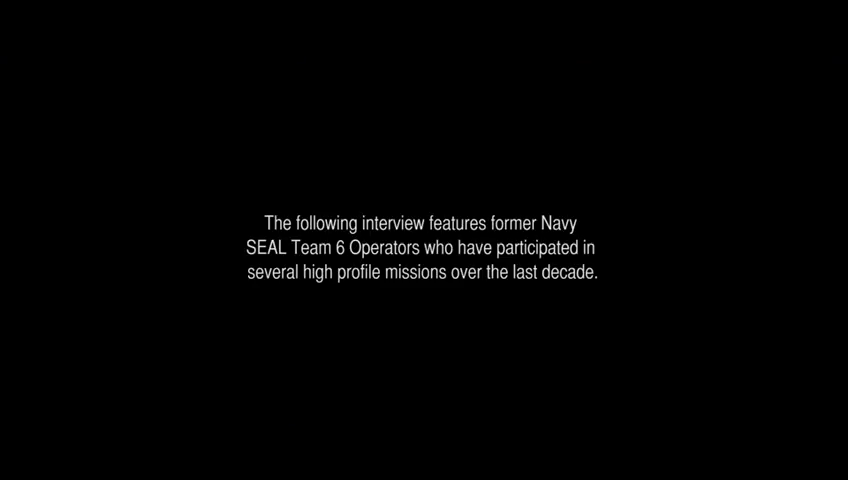 The following interview features former Navy
SEAL Team 6 Operators who have participated in
several high profile missions over the last decade.